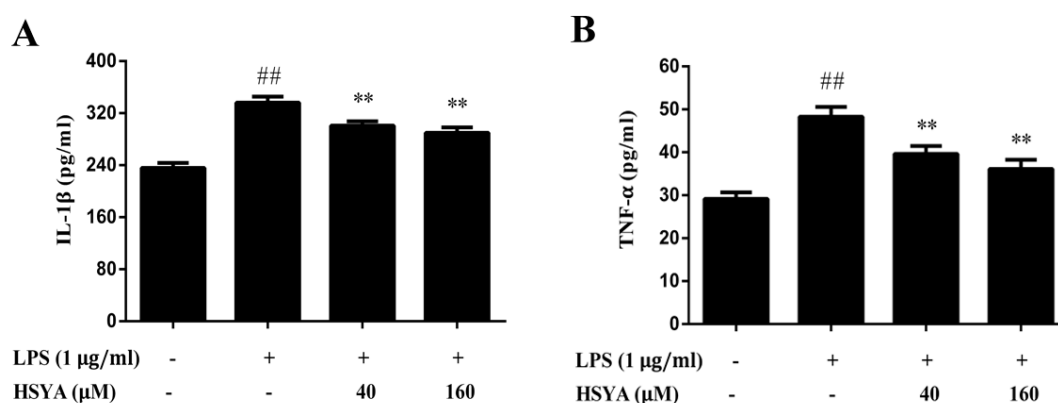 A
IL-1β (pg/ml)
400
320
240
160
80
0
##
**
**
LPS (1 μg/ml) - + + +
HSYA (μM) - - 40 160
B
TNF-α (pg/ml)
60
50
40
30
20
10
0
##
**
**
LPS (1 μg/ml) - + + +
HSYA (μM) - - 40 160